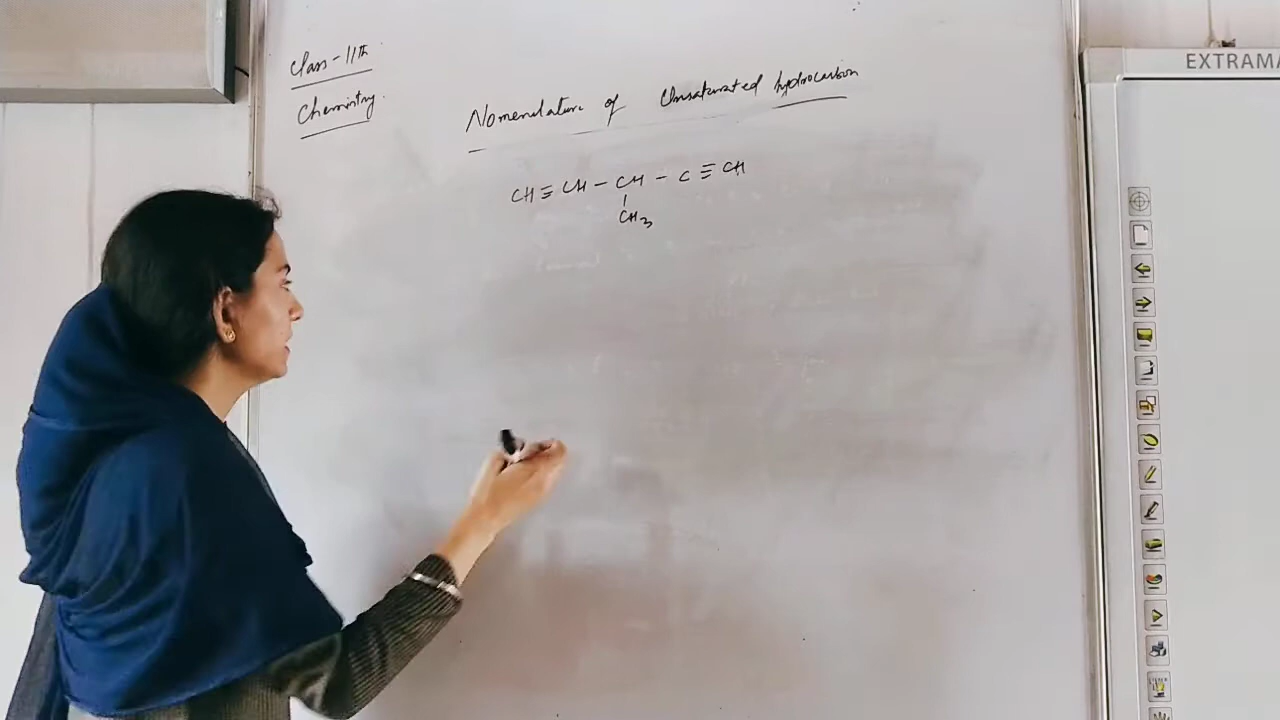 Class-11th
Chemistry.
Nomenclature of Unsaturated hydrocarbon
CH≡CH-CH-C≡CH
CH3
EXTRAMA